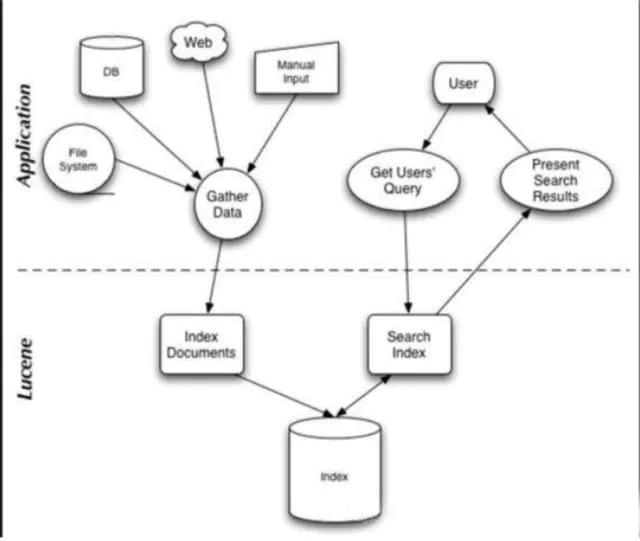 Application
DB
Web
Manual
Input
File
System
Gather
Data
User
Get Users'
Query
Present
Search
Results
Lucene
Index
Documents
Search
Index
Index